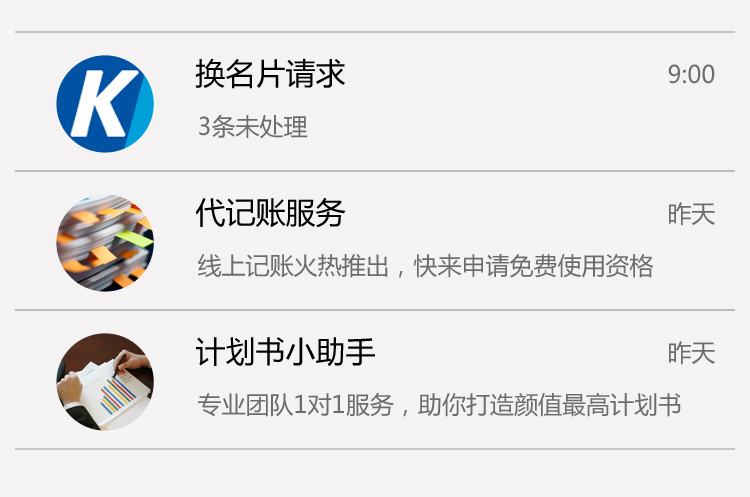 K
换名片请求
9:00
3条未处理
代记账服务
昨天
线上记账火热推出，快来申请免费使用资格
计划书小助手
昨天
专业团队1对1服务，助你打造颜值最高计划书